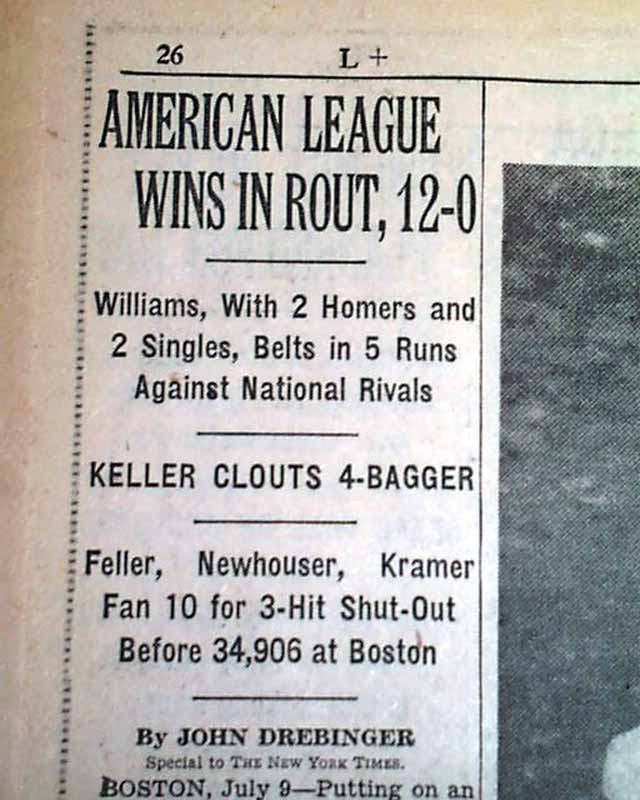 26 L +
AMERICAN LEAGUE
WINS IN ROUT, 12-0
Williams, With 2 Homers and
2 Singles, Belts in 5 Runs
Against National Rivals
KELLER CLOUTS 4-BAGGER
Feller, Newhouser, Kramer
Fan 10 for 3-Hit Shut-Out
Before 34,906 at Boston
By JOHN DREBINGER
Special to THE NEW YORK TIMES.
BOSTON, July 9—Putting on an